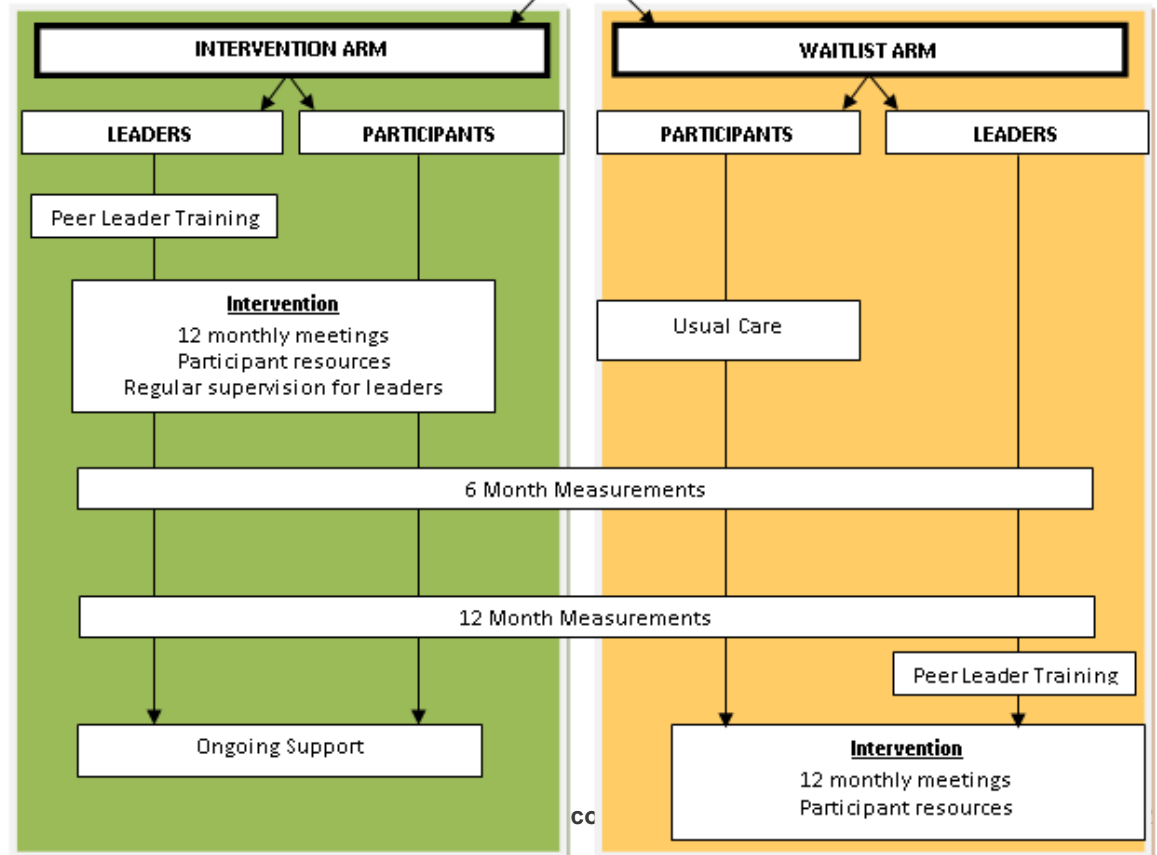 INTERVENTION ARM
WAITLIST ARM
LEADERS
PARTICIPANTS
PARTICIPANTS
LEADERS
Peer Leader Training
Intervention
12 monthly meetings
Participant resources
Regular supervision for leaders
Usual Care
6 Month Measurements
12 Month Measurements
Peer Leader Training
Ongoing Support
Intervention
12 monthly meetings
Participant resources
co